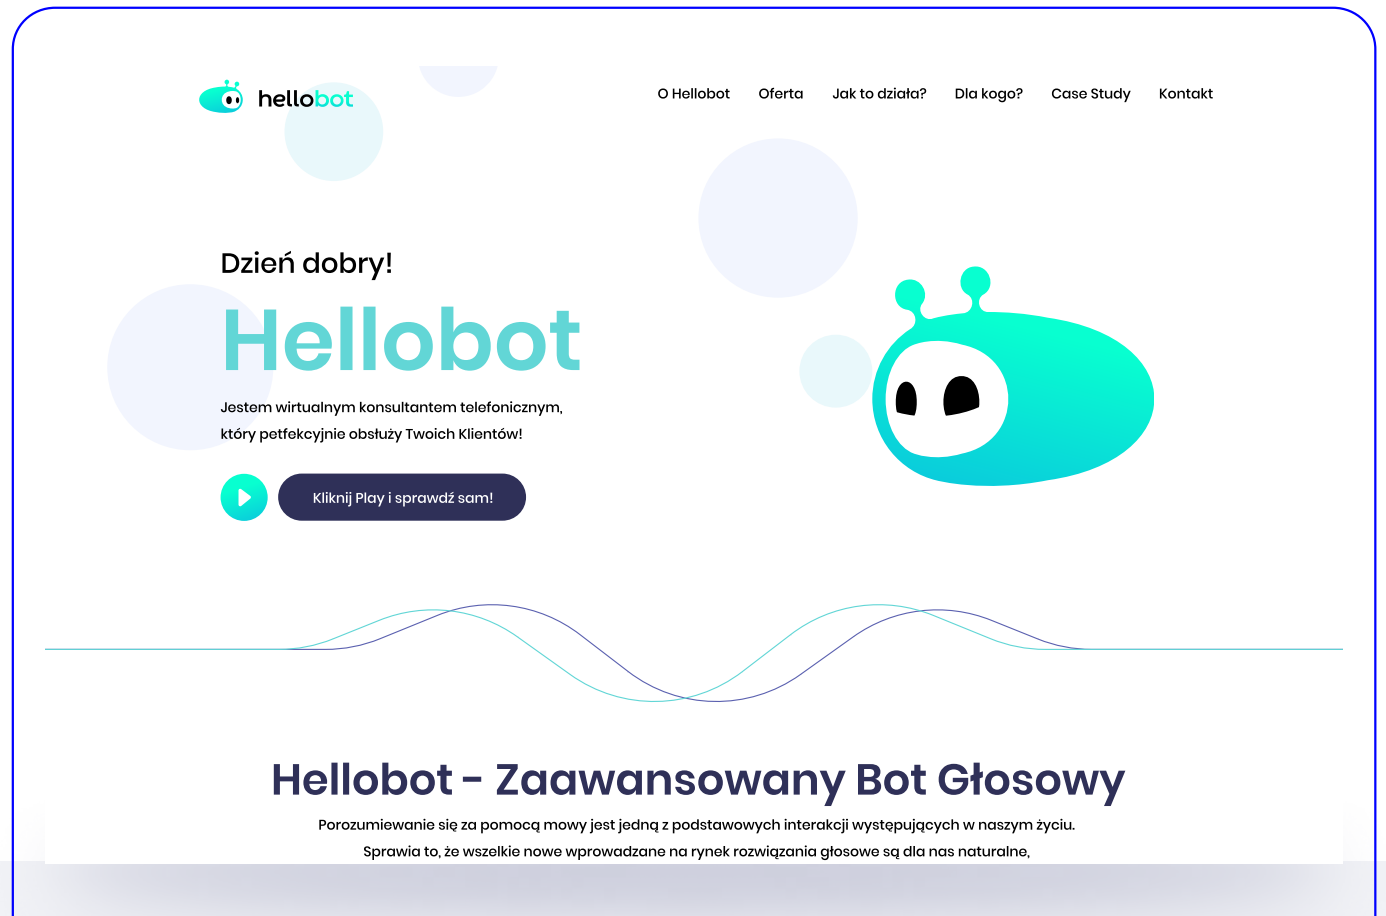 hellobot
O Hellobot Oferta Jak to działa? Dla kogo? Case Study Kontakt
Dzień dobry!
Hellobot
Jestem wirtualnym konsultantem telefonicznym,
który petfekcyjnie obsłuży Twoich Klientów!
Kliknij Play i sprawdź sam!
Hellobot - Zaawansowany Bot Głosowy
Porozumiewanie się za pomocą mowy jest jedną z podstawowych interakcji występujących w naszym życiu.
Sprawia to, że wszelkie nowe wprowadzane na rynek rozwiązania głosowe są dla nas naturalne,